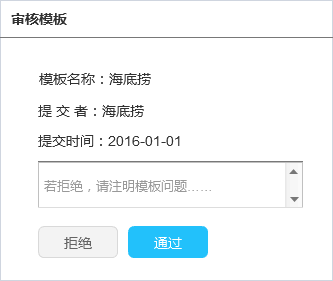 审核模板
模板名称：海底捞
提 交 者：海底捞
提交时间：2016-01-01
若拒绝，请注明模板问题……
拒绝 通过